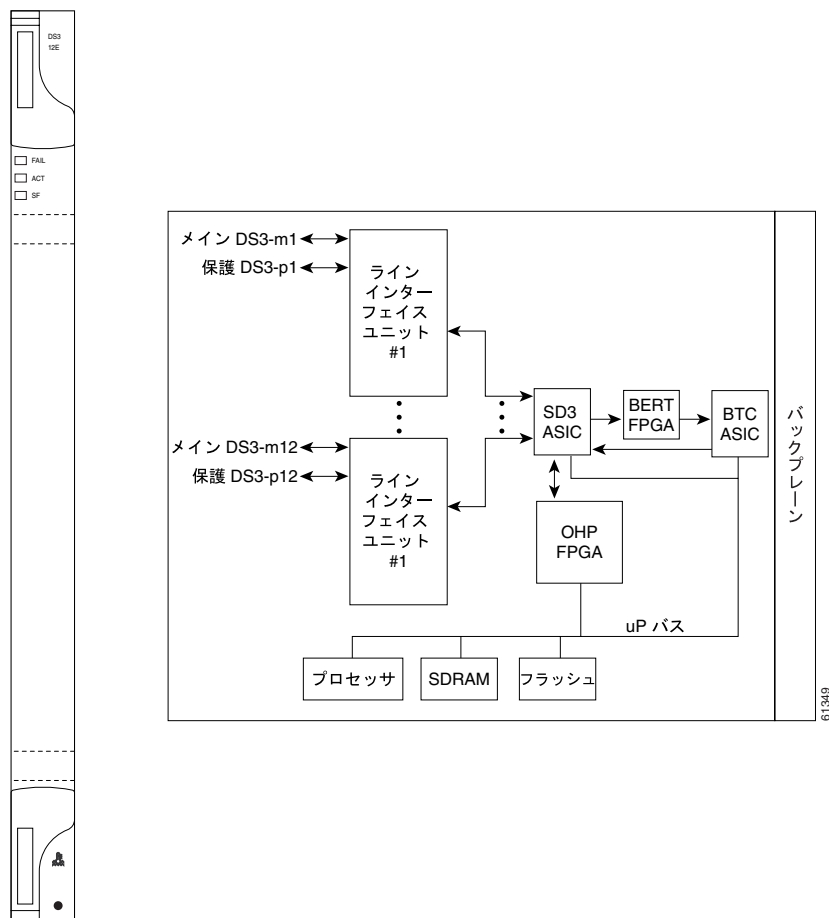 DS3
12E
FAIL
ACT
SF
メイン DS3-m1
保護 DS3-p1
ライン
インター
フェイス
ユニット
#1
メイン DS3-m12
保護 DS3-p12
ライン
インター
フェイス
ユニット
#1
SD3
ASIC
BERT
FPGA
BTC
ASIC
OHP
FPGA
uP バス
プロセッサ
SDRAM
フラッシュ
バックプレーン
61349